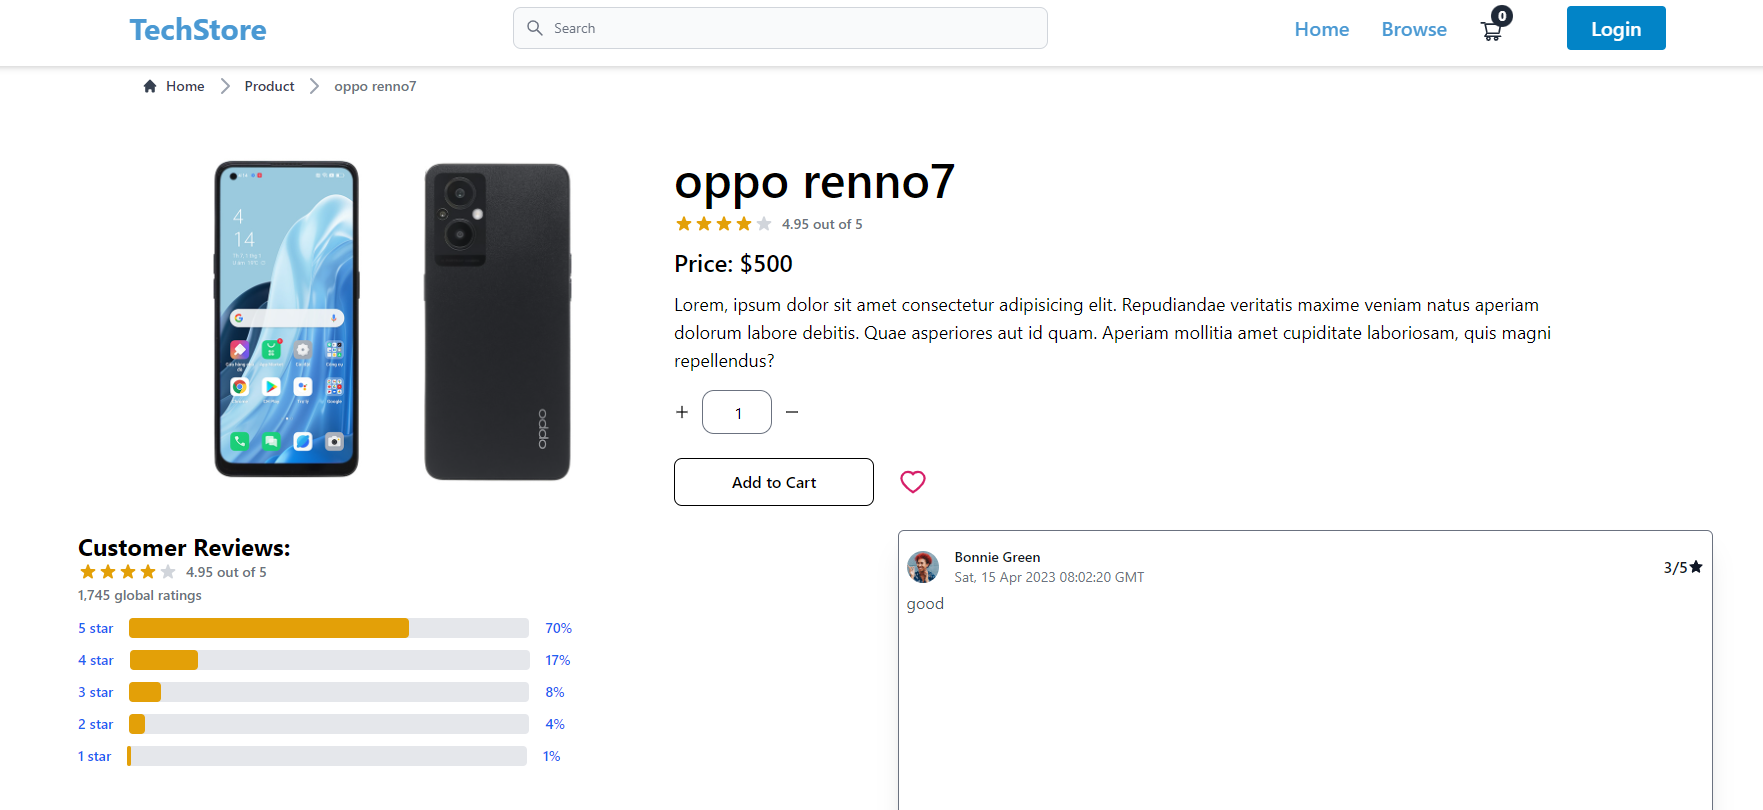 TechStore
Search
Home
Browse
0
Login
Home
Product
oppo renno7
4
14
oppo
oppo renno7
4.95 out of 5
Price: $500
Lorem, ipsum dolor sit amet consectetur adipisicing elit. Repudiandae veritatis maxime veniam natus aperiam
dolorum labore debitis. Quae asperiores aut id quam. Aperiam mollitia amet cupiditate laboriosam, quis magni
repellendus?
+ 1 −
Add to Cart
Customer Reviews:
4.95 out of 5
1,745 global ratings
5 star 70%
4 star 17%
3 star 8%
2 star 4%
1 star 1%
Bonnie Green
Sat, 15 Apr 2023 08:02:20 GMT
3/5
good